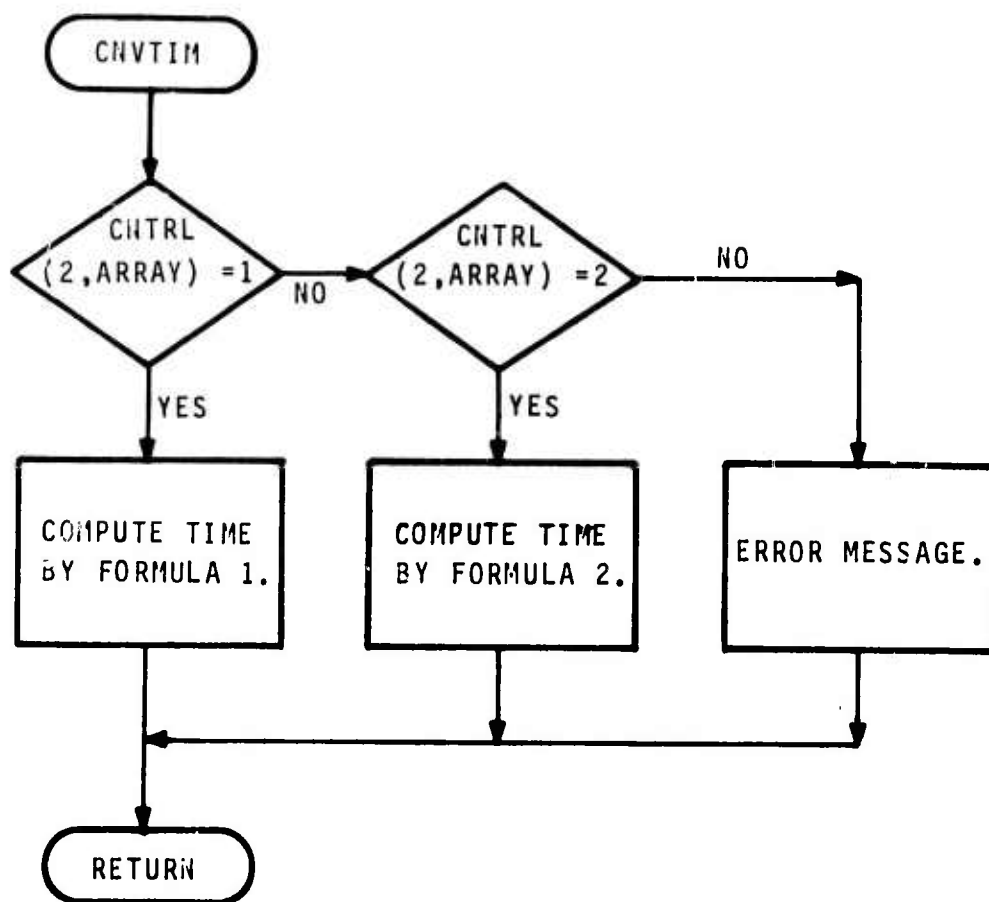 CNVTIM
CNTRL
(2,ARRAY) =1
NO
CNTRL
(2,ARRAY) =2
NO
YES
YES
COMPUTE TIME
BY FORMULA 1.
COMPUTE TIME
BY FORMULA 2.
ERROR MESSAGE.
RETURN